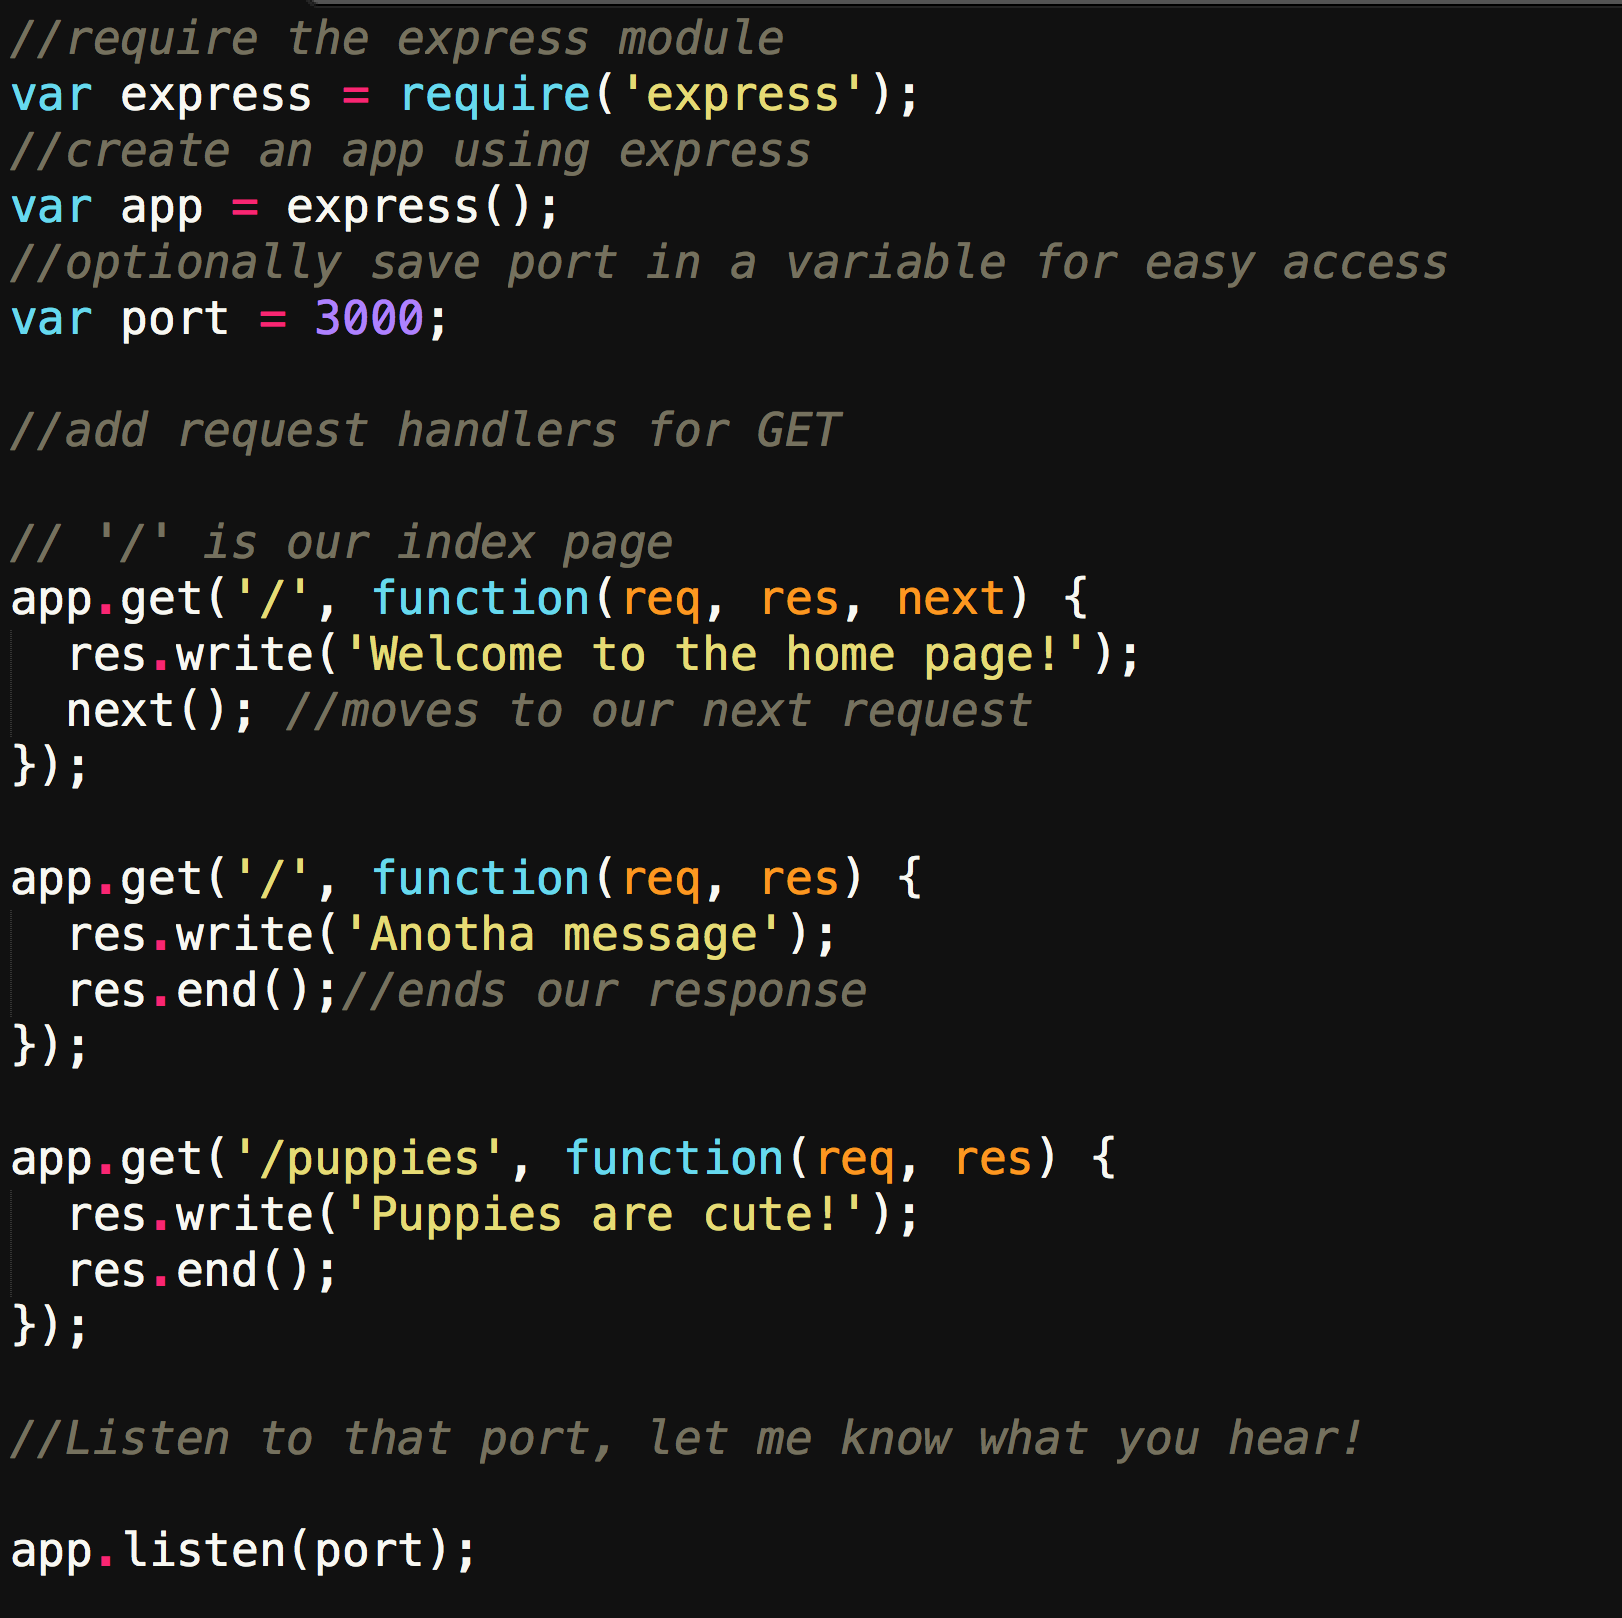 //require the express module
var express = require('express');
//create an app using express
var app = express();
//optionally save port in a variable for easy access
var port = 3000;
//add request handlers for GET
// '/' is our index page
app.get('/', function(req, res, next) {
  res.write('Welcome to the home page!');
  next(); //moves to our next request
});
app.get('/', function(req, res) {
  res.write('Anotha message');
  res.end();//ends our response
});
app.get('/puppies', function(req, res) {
  res.write('Puppies are cute!');
  res.end();
});
//Listen to that port, let me know what you hear!
app.listen(port);